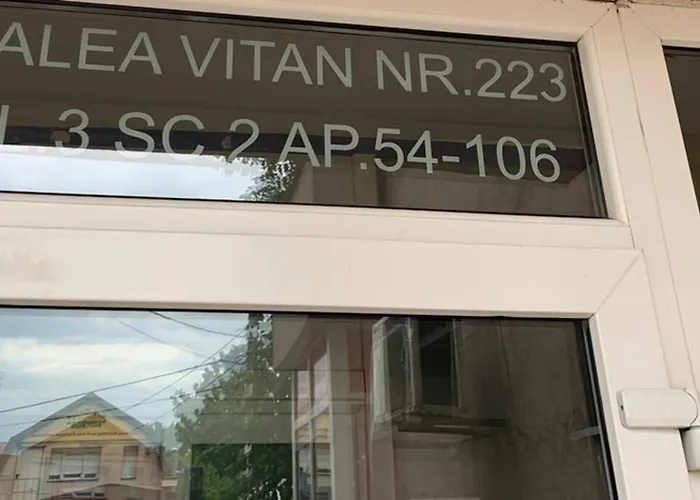 ALEA VITAN NR.223
. 3 SC 2 AP.54-106